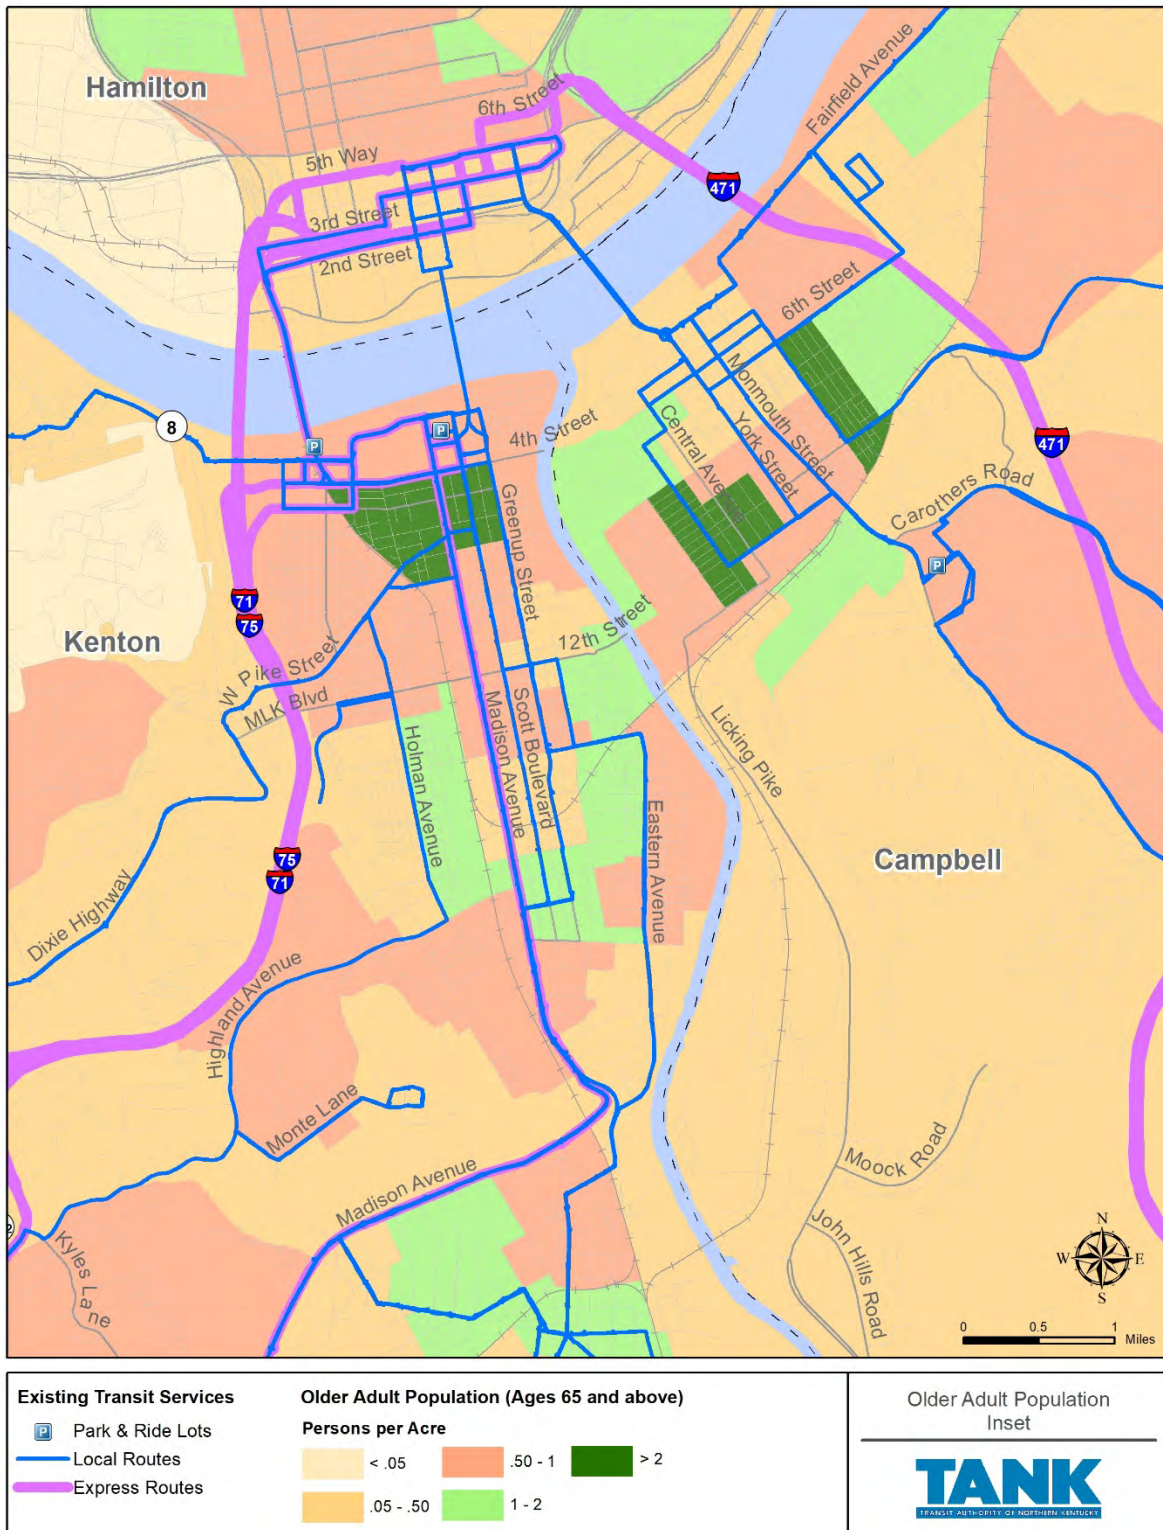 Hamilton
6th Street
Fairfield Avenue
5th Way
471
3rd Street
2nd Street
6th Street
8
P
P
4th Street
Monmouth Street
York Street
Central Avenue
471
Carothers Road
P
Greenup Street
71
75
Kenton
12th Street
W Pike Street
MLK Blvd
Licking Pike
Holman Avenue
Madison Avenue
Scott Boulevard
Eastern Avenue
75
71
Campbell
Dixie Highway
Highland Avenue
Monte Lane
Moock Road
Madison Avenue
John Hills Road
Kyles Lane
N
W E
S
0 0.5 1
Miles
Existing Transit Services
P Park & Ride Lots
Local Routes
Express Routes
Older Adult Population (Ages 65 and above)
Persons per Acre
< .05
.50 - 1
> 2
.05 - .50
1 - 2
Older Adult Population
Inset
TANK
TRANSIT AUTHORITY OF NORTHERN KENTUCKY